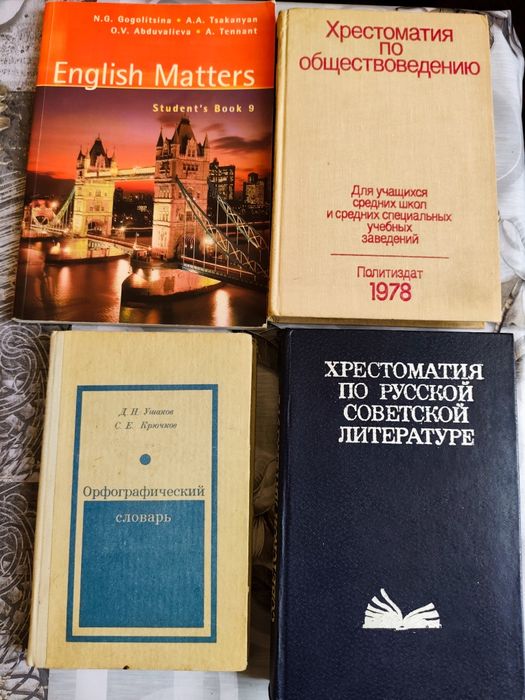 N.G. Gogolitsina • A.A. Tsakanyan
O.V. Abduvalieva • A. Tennant
English Matters
Student's Book 9
Хрестоматия
по
обществоведению
Для учащихся
средних школ
и средних специальных
учебных
заведений
Политиздат
1978
Д. Н. Ушаков
С. Е. Крючков
Орфографический
словарь
ХРЕСТОМАТИЯ
ПО РУССКОЙ
СОВЕТСКОЙ
ЛИТЕРАТУРЕ